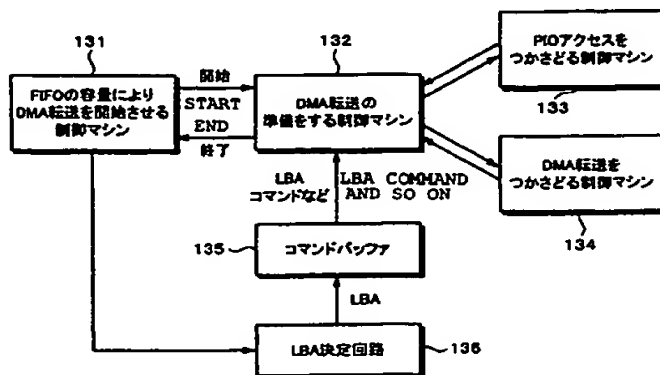 131
132
133
134
135
136
FIFOの容量により
DMA転送を開始させる
制御マシン
開始
START
END
終了
DMA転送の
準備をする制御マシン
PIOアクセスを
つかさどる制御マシン
DMA転送を
つかさどる制御マシン
LBA
コマンドなど
LBA COMMAND
AND SO ON
コマンドバッファ
LBA
LBA決定回路